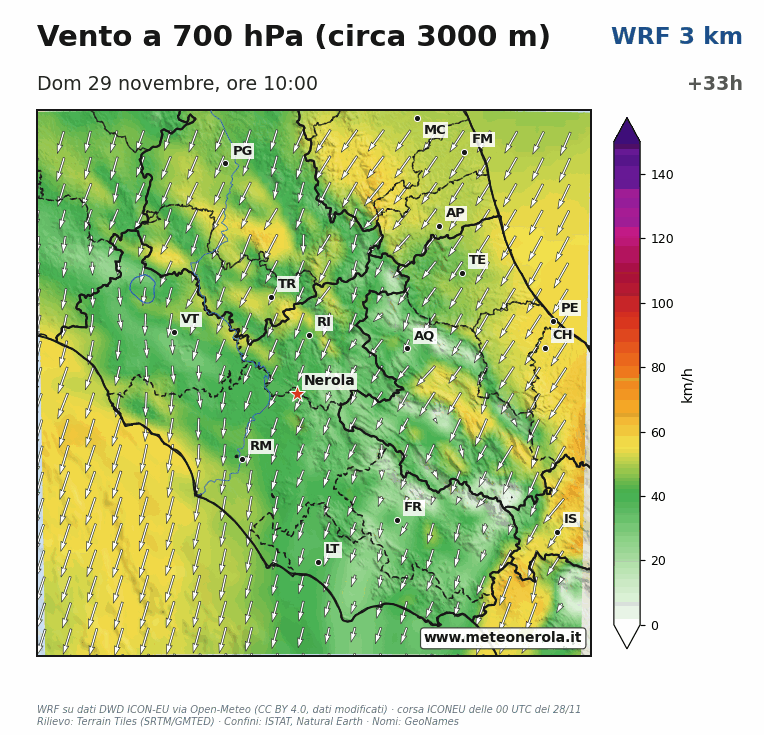 Vento a 700 hPa (circa 3000 m)
WRF 3 km
Dom 29 novembre, ore 10:00
+33h
MC
FM
PG
AP
TE
TR
PE
VT
RI
CH
AQ
Nerola
RM
FR
IS
LT
www.meteonerola.it
140
120
100
80
60
40
20
0
km/h
WRF su dati DWD ICON-EU via Open-Meteo (CC BY 4.0, dati modificati) · corsa ICONEU delle 00 UTC del 28/11
Rilievo: Terrain Tiles (SRTM/GMTED) · Confini: ISTAT, Natural Earth · Nomi: GeoNames